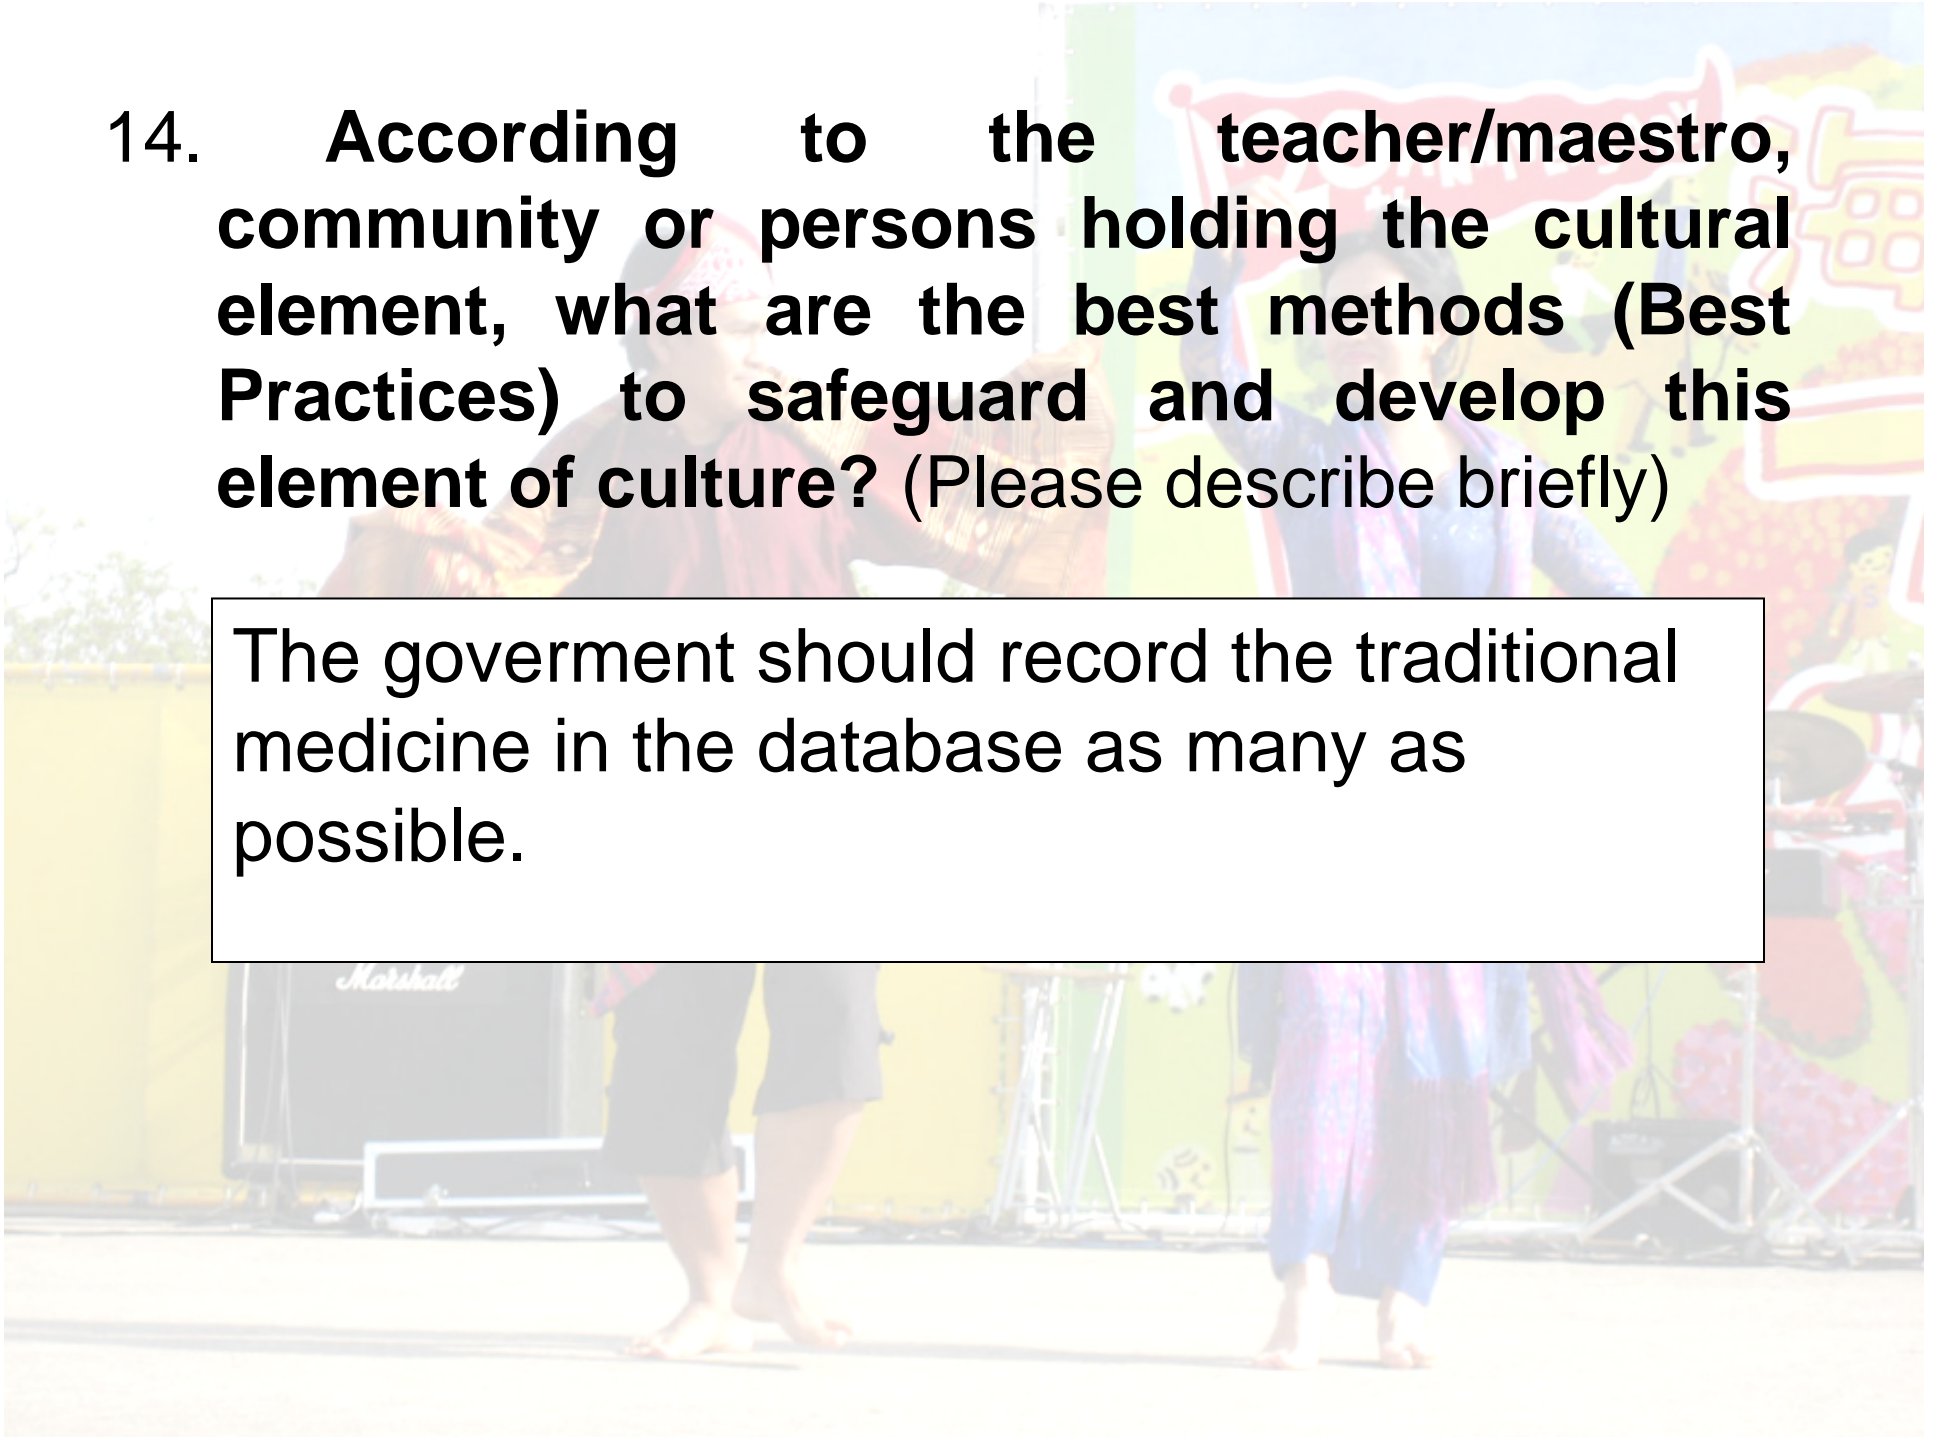 14. According to the teacher/maestro,
community or persons holding the cultural
element, what are the best methods (Best
Practices) to safeguard and develop this
element of culture? (Please describe briefly)
The goverment should record the traditional
medicine in the database as many as
possible.
Marshall